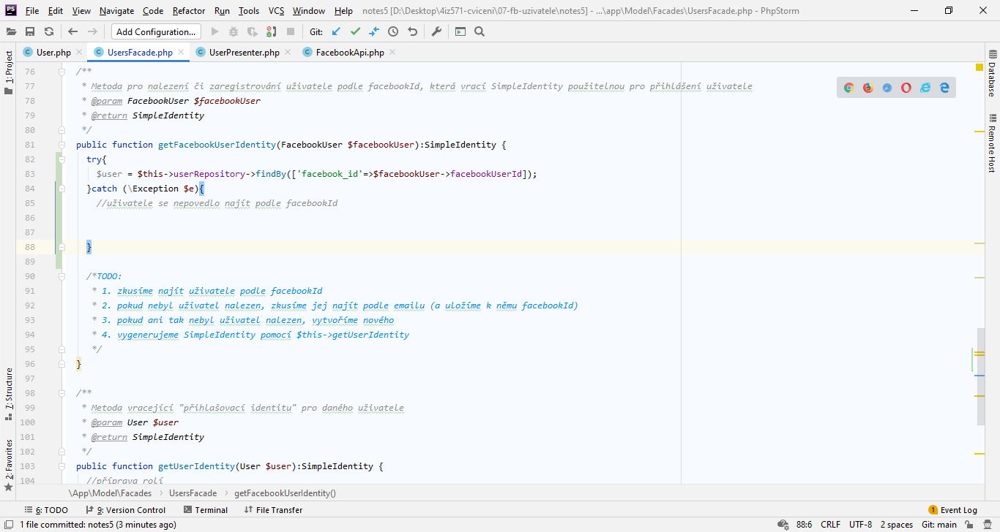 PS File Edit View Navigate Code Refactor Run Tools VCS Window Help notes5 [D:\Desktop\4iz571-cviceni\07-fb-uzivatele\notes5] - ...\app\Model\Facades\UsersFacade.php - PhpStorm
Add Configuration... Git:
User.php UsersFacade.php UserPresenter.php FacebookApi.php
1: Project
7: Structure
2: Favorites
Database
Remote Host
76 /**
77 * Metoda pro nalezení či zaregistrování uživatele podle facebookId, která vrací SimpleIdentity použitelnou pro přihlášení uživatele
78 * @param FacebookUser $facebookUser
79 * @return SimpleIdentity
80 */
81 public function getFacebookUserIdentity(FacebookUser $facebookUser):SimpleIdentity {
82 try{
83 $user = $this->userRepository->findBy(['facebook_id'=>$facebookUser->facebookUserId]);
84 }catch (\Exception $e){
85 //uživatele se nepovedlo najít podle facebookId
86
87
88 }
89
90 /*TODO:
91 * 1. zkusíme najít uživatele podle facebookId
92 * 2. pokud nebyl uživatel nalezen, zkusíme jej najít podle emailu (a uložíme k němu facebookId)
93 * 3. pokud ani tak nebyl uživatel nalezen, vytvoříme nového
94 * 4. vygenerujeme SimpleIdentity pomocí $this->getUserIdentity
95 */
96 }
97
98 /**
99 * Metoda vracející "přihlašovací identitu" pro daného uživatele
100 * @param User $user
101 * @return SimpleIdentity
102 */
103 public function getUserIdentity(User $user):SimpleIdentity {
104 //příprava rolí
\App\Model\Facades › UsersFacade › getFacebookUserIdentity()
6: TODO 9: Version Control Terminal File Transfer 1 Event Log
1 file committed: notes5 (3 minutes ago) 88:6 CRLF UTF-8 2 spaces Git: main